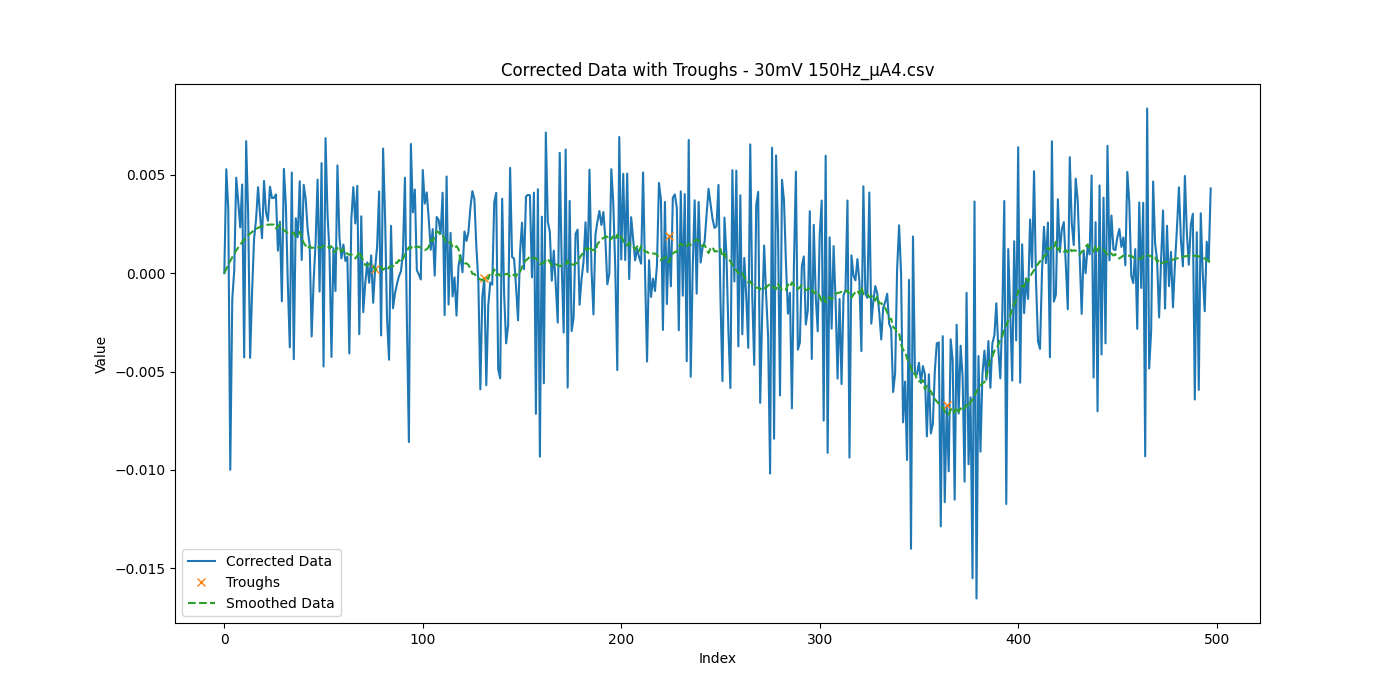 Corrected Data with Troughs - 30mV 150Hz_µA4.csv
Value
0.005
0.000
−0.005
−0.010
−0.015
Corrected Data
Troughs
Smoothed Data
0 100 200 300 400 500
Index